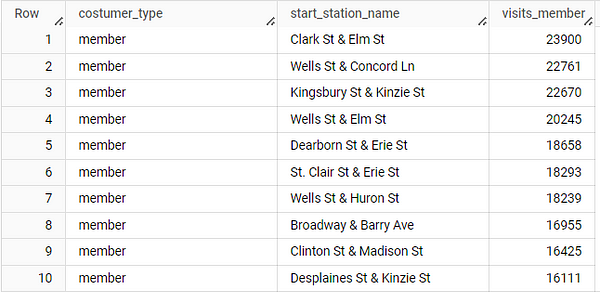 Row costumer_type start_station_name visits_member
1 member Clark St & Elm St 23900
2 member Wells St & Concord Ln 22761
3 member Kingsbury St & Kinzie St 22670
4 member Wells St & Elm St 20245
5 member Dearborn St & Erie St 18658
6 member St. Clair St & Erie St 18293
7 member Wells St & Huron St 18239
8 member Broadway & Barry Ave 16955
9 member Clinton St & Madison St 16425
10 member Desplaines St & Kinzie St 16111